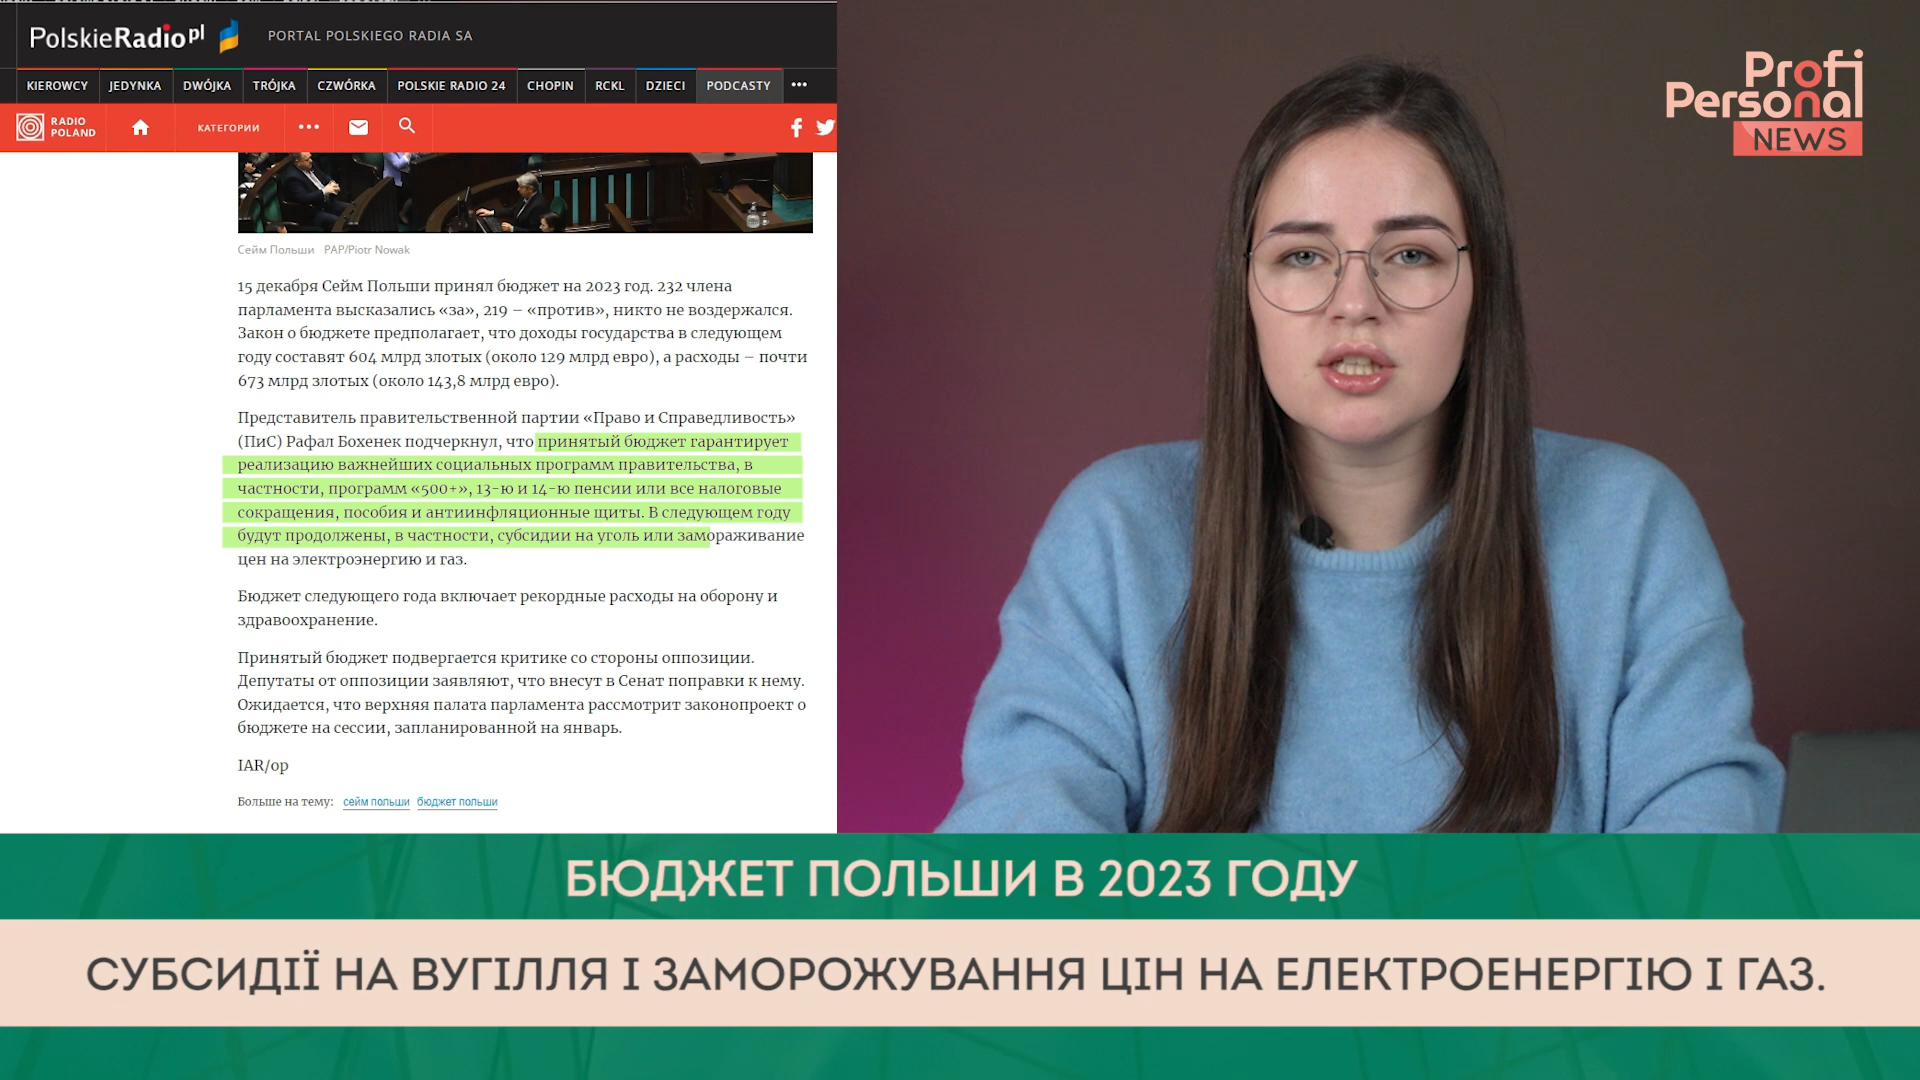 PolskieRadio.pl
PORTAL POLSKIEGO RADIA SA
KIEROWCY JEDYNKA DWÓJKA TRÓJKA CZWÓRKA POLSKIE RADIO 24 CHOPIN RCKL DZIECI PODCASTY •••
RADIO
POLAND
КАТЕГОРИИ •••
Сейм Польши PAP/Piotr Nowak
15 декабря Сейм Польши принял бюджет на 2023 год. 232 члена
парламента высказались «за», 219 – «против», никто не воздержался.
Закон о бюджете предполагает, что доходы государства в следующем
году составят 604 млрд злотых (около 129 млрд евро), а расходы – почти
673 млрд злотых (около 143,8 млрд евро).
Представитель правительственной партии «Право и Справедливость»
(ПиС) Рафал Бохенек подчеркнул, что принятый бюджет гарантирует
реализацию важнейших социальных программ правительства, в
частности, программ «500+», 13-ю и 14-ю пенсии или все налоговые
сокращения, пособия и антиинфляционные щиты. В следующем году
будут продолжены, в частности, субсидии на уголь или замораживание
цен на электроэнергию и газ.
Бюджет следующего года включает рекордные расходы на оборону и
здравоохранение.
Принятый бюджет подвергается критике со стороны оппозиции.
Депутаты от оппозиции заявляют, что внесут в Сенат поправки к нему.
Ожидается, что верхняя палата парламента рассмотрит законопроект о
бюджете на сессии, запланированной на январь.
IAR/op
Больше на тему: сейм польши бюджет польши
Profi
Personal
NEWS
БЮДЖЕТ ПОЛЬШИ В 2023 ГОДУ
СУБСИДІЇ НА ВУГІЛЛЯ І ЗАМОРОЖУВАННЯ ЦІН НА ЕЛЕКТРОЕНЕРГІЮ І ГАЗ.